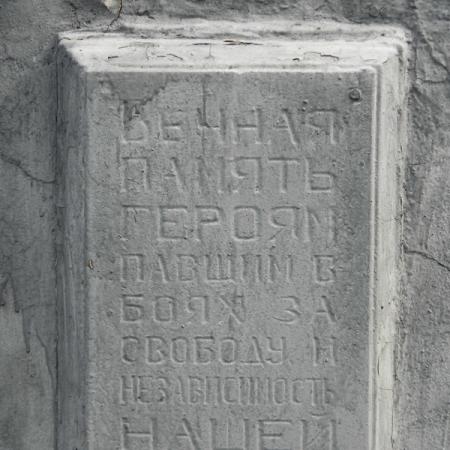 ВЕЧНАЯ
ПАМЯТЬ
ГЕРОЯМ
ПАВШИМ В
БОЯХ ЗА
СВОБОДУ И
НЕЗАВИСИМОСТЬ
НАШЕЙ